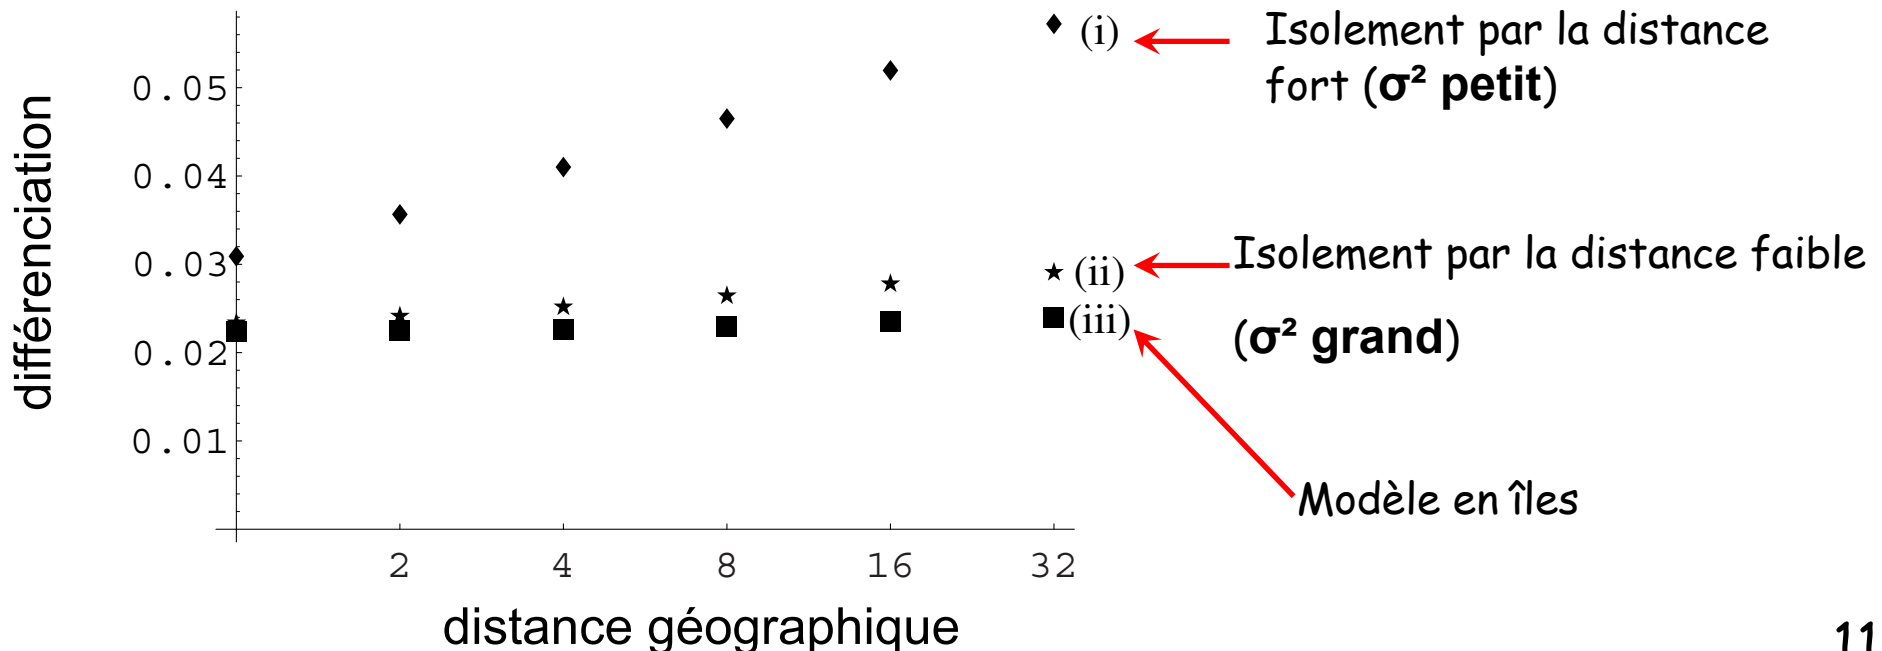 différenciation
0.05
0.04
0.03
0.02
0.01
2 4 8 16 32
distance géographique
(i)
Isolement par la distance
fort (σ² petit)
(ii)
Isolement par la distance faible
(σ² grand)
(iii)
Modèle en îles
11